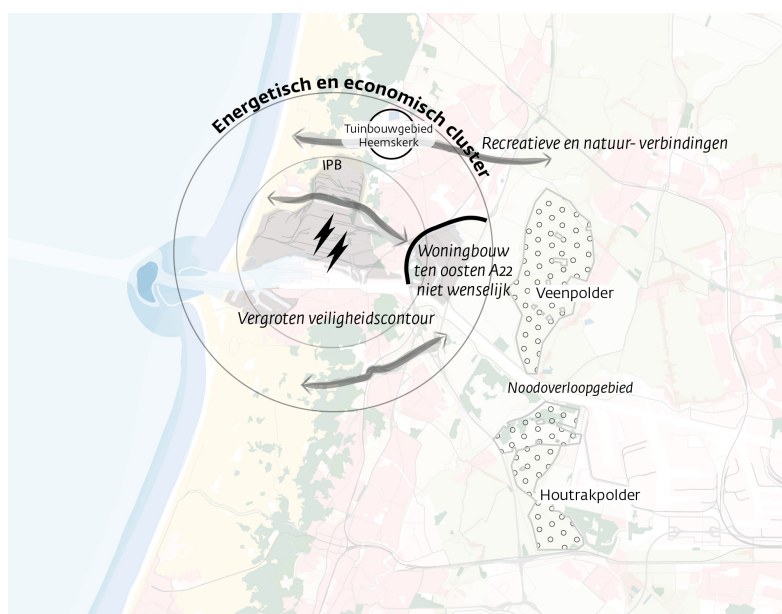 Energetisch en economisch cluster
Tuinbouwgebied
Heemskerk
Recreatieve en natuur- verbindingen
IPB
Woningbouw
ten oosten A22
niet wenselijk
Veenpolder
Vergroten veiligheidscontour
Noodoverloopgebied
Houtrakpolder